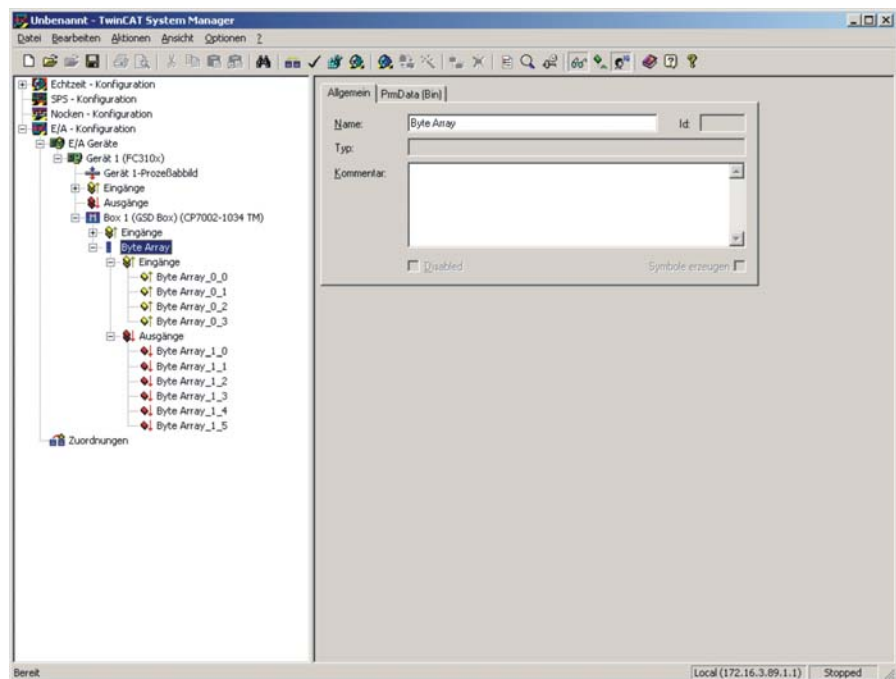 Unbenannt - TwinCAT System Manager
Datei Bearbeiten Aktionen Ansicht Optionen ?
Echtzeit - Konfiguration
SPS - Konfiguration
Nocken - Konfiguration
E/A - Konfiguration
E/A Geräte
Gerät 1 (FC310x)
Gerät 1-Prozeßabbild
Eingänge
Ausgänge
Box 1 (GSD Box) (CP7002-1034 TM)
Eingänge
Byte Array
Eingänge
Byte Array_0_0
Byte Array_0_1
Byte Array_0_2
Byte Array_0_3
Ausgänge
Byte Array_1_0
Byte Array_1_1
Byte Array_1_2
Byte Array_1_3
Byte Array_1_4
Byte Array_1_5
Zuordnungen
Allgemein PrmData (Bin)
Name: Byte Array Id:
Typ:
Kommentar:
Disabled Symbole erzeugen
Bereit Local (172.16.3.89.1.1) Stopped